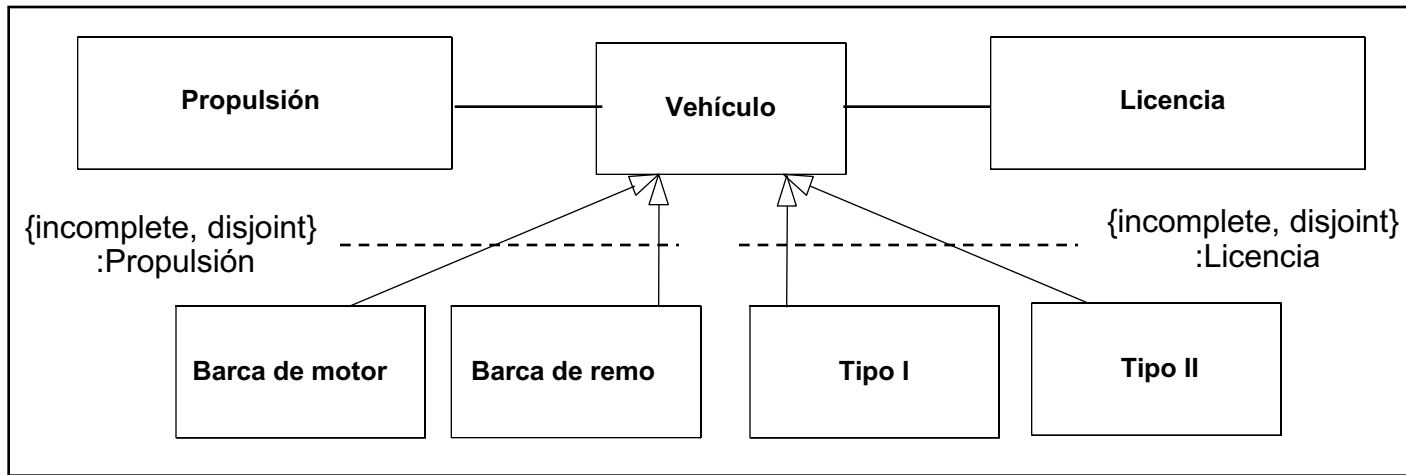 Propulsión
Vehículo
Licencia
{incomplete, disjoint}
:Propulsión
{incomplete, disjoint}
:Licencia
Barca de motor
Barca de remo
Tipo I
Tipo II